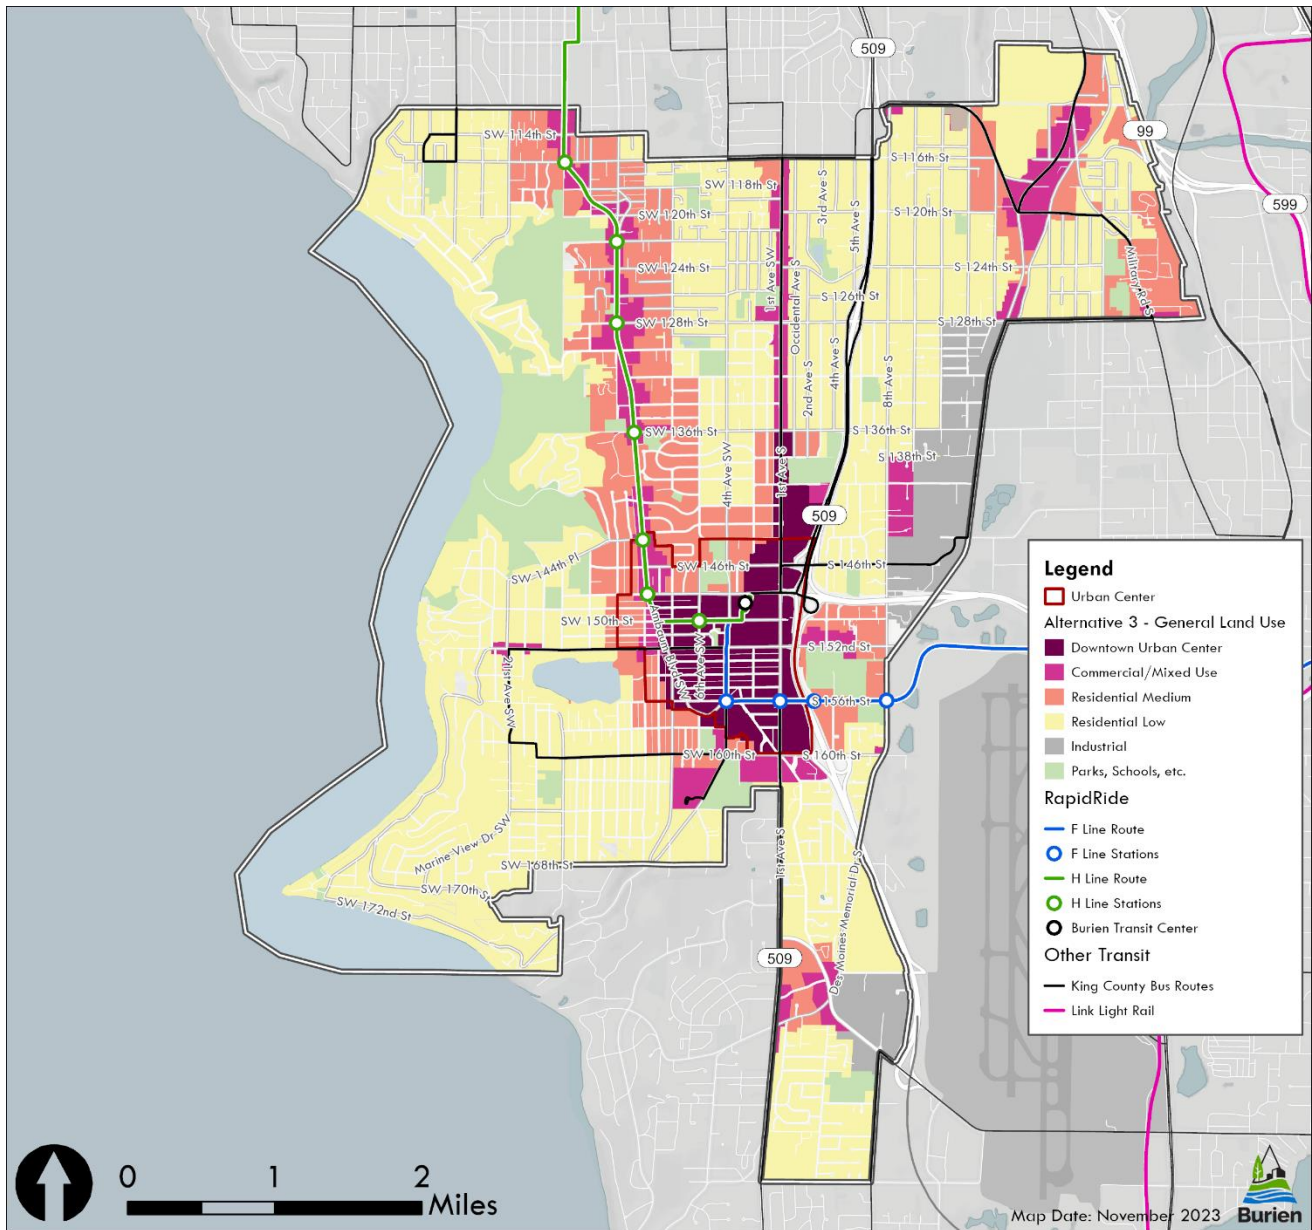 509
SW 114th St
99
S 116th St
SW 118th St
3rd Ave S
599
SW 120th St
5th Ave S
S 120th St
1st Ave SW
Military Rd S
SW 124th St
S 124th St
Occidental Ave S
S 126th St
SW 128th St
S 128th St
2nd Ave S
4th Ave S
8th Ave S
SW 136th St
S 136th St
4th Ave SW
1st Ave S
S 138th St
509
SW 144th Pl
SW 146th St
S 146th St
SW 150th St
Ambaum Blvd SW
6th Ave SW
S 152nd St
21st Ave SW
S 156th St
SW 160th St
S 160th St
Marine View Dr SW
SW 168th St
1st Ave S
SW 170th St
SW 172nd St
Des Moines Memorial Dr S
509
Legend
Urban Center
Alternative 3 - General Land Use
Downtown Urban Center
Commercial/Mixed Use
Residential Medium
Residential Low
Industrial
Parks, Schools, etc.
RapidRide
F Line Route
F Line Stations
H Line Route
H Line Stations
Burien Transit Center
Other Transit
King County Bus Routes
Link Light Rail
0 1 2
Miles
Map Date: November 2023
Burien